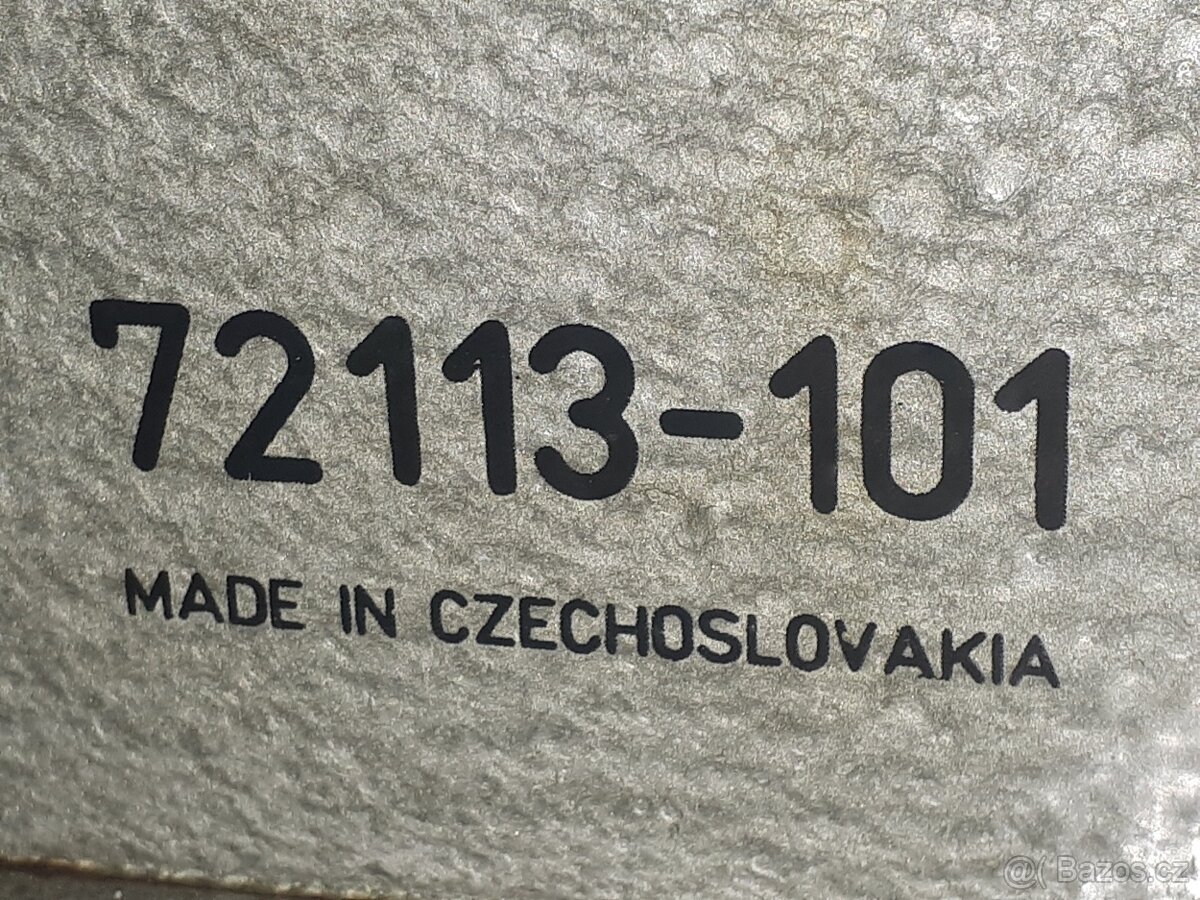 72113-101
MADE IN CZECHOSLOVAKIA
@( Bazos.cz